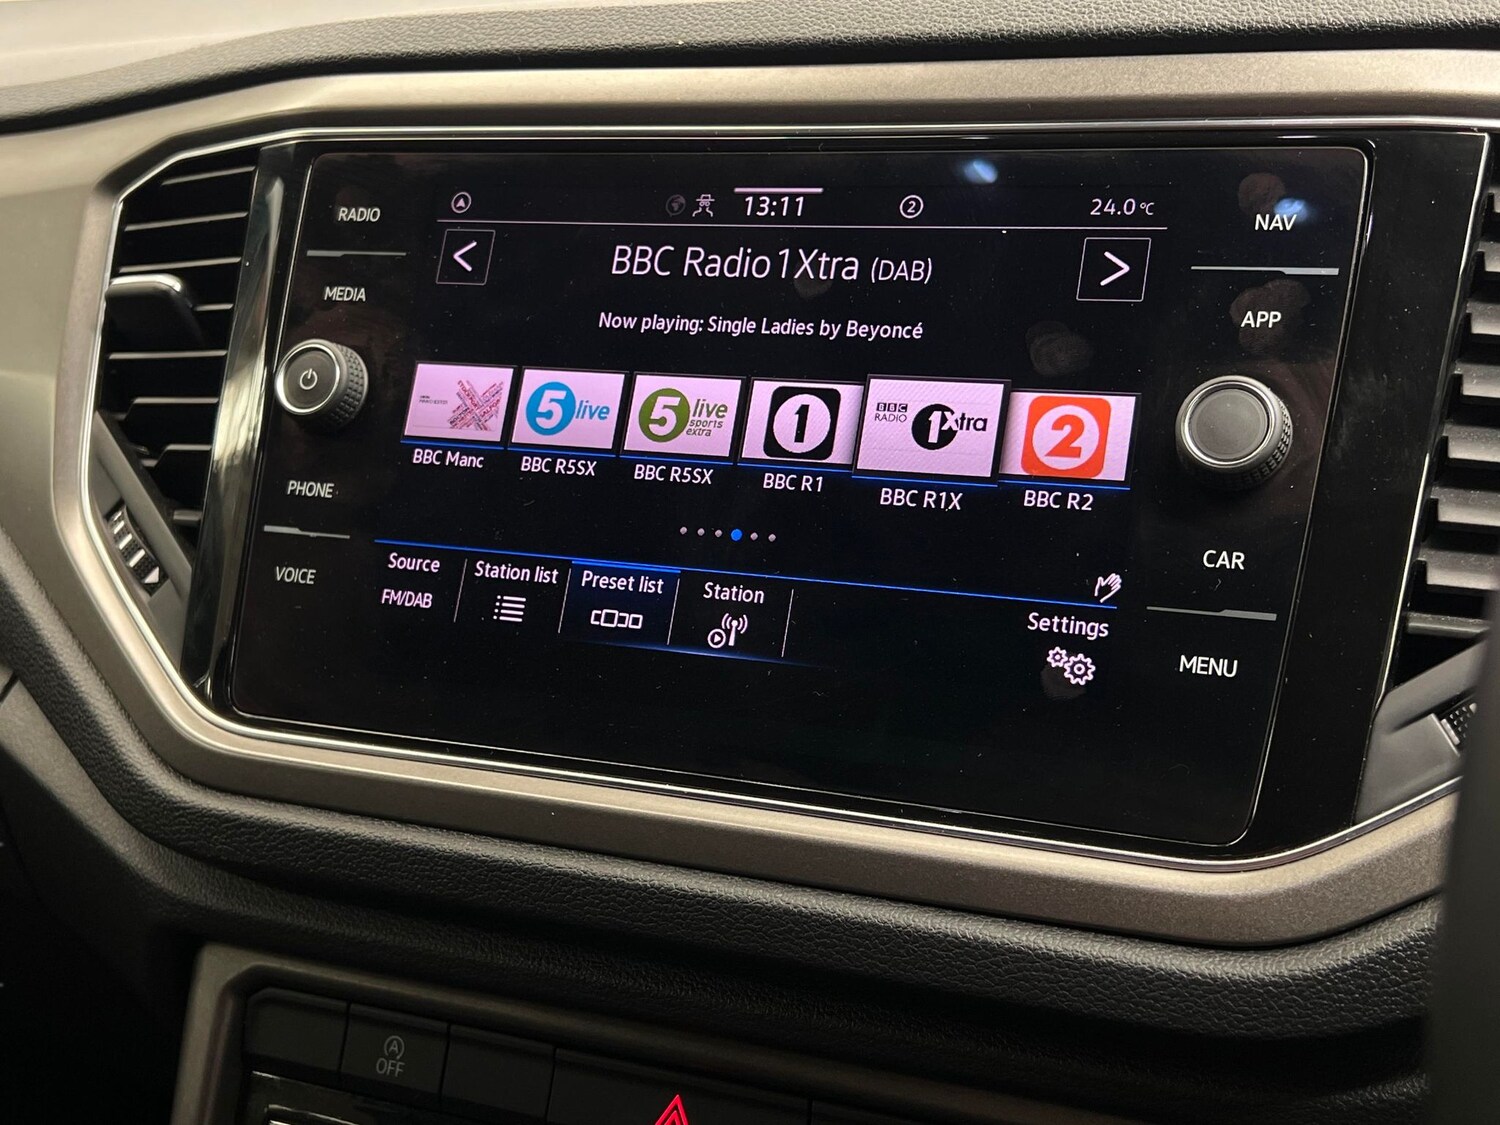 RADIO
MEDIA
PHONE
VOICE
13:11
2
24.0°C
BBC Radio 1Xtra (DAB)
Now playing: Single Ladies by Beyoncé
5 live
5 live sports extra
1
BBC RADIO 1Xtra
2
BBC Manc
BBC R5SX
BBC R5SX
BBC R1
BBC R1X
BBC R2
Source
FM/DAB
Station list
Preset list
Station
Settings
NAV
APP
CAR
MENU
A
OFF